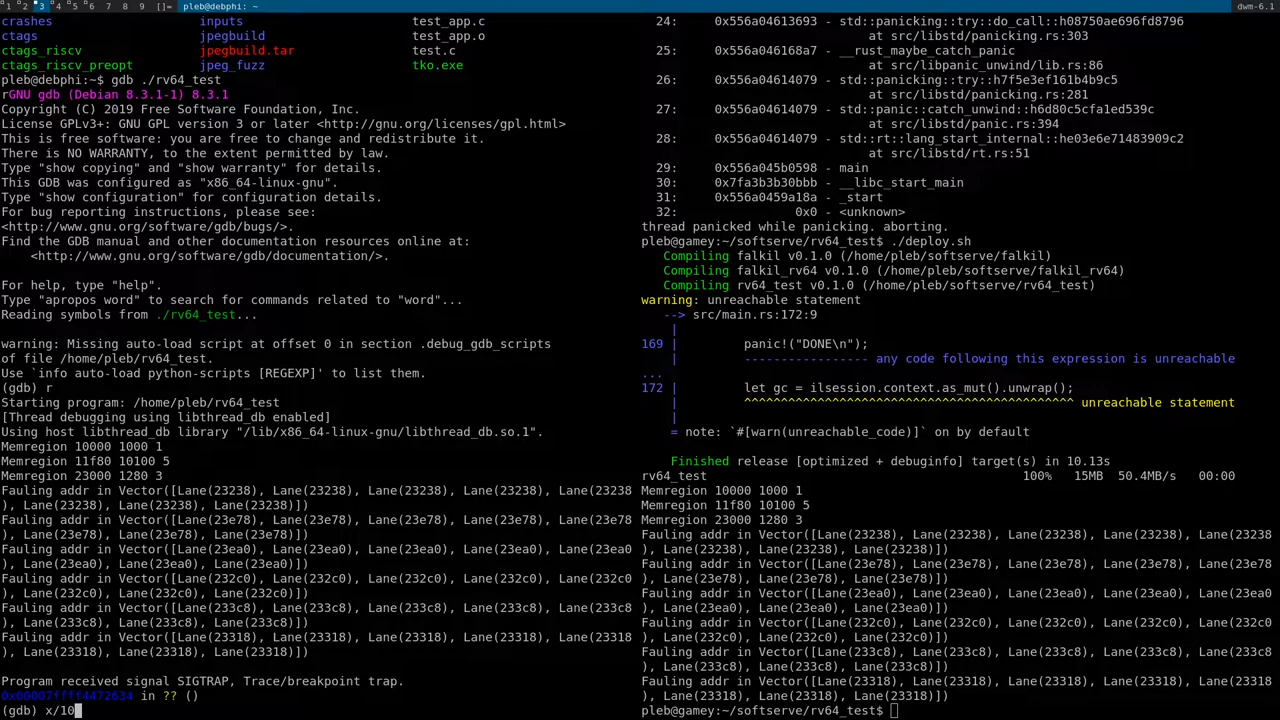 1 2 3 4 5 6 7 8 9 []= pleb@debphi: ~ dwm-6.1
crashes inputs test_app.c
ctags jpegbuild test_app.o
ctags_riscv jpegbuild.tar test.c
ctags_riscv_preopt jpeg_fuzz tko.exe
pleb@debphi:~$ gdb ./rv64_test
rGNU gdb (Debian 8.3.1-1) 8.3.1
Copyright (C) 2019 Free Software Foundation, Inc.
License GPLv3+: GNU GPL version 3 or later <http://gnu.org/licenses/gpl.html>
This is free software: you are free to change and redistribute it.
There is NO WARRANTY, to the extent permitted by law.
Type "show copying" and "show warranty" for details.
This GDB was configured as "x86_64-linux-gnu".
Type "show configuration" for configuration details.
For bug reporting instructions, please see:
<http://www.gnu.org/software/gdb/bugs/>.
Find the GDB manual and other documentation resources online at:
<http://www.gnu.org/software/gdb/documentation/>.
For help, type "help".
Type "apropos word" to search for commands related to "word"...
Reading symbols from ./rv64_test...
warning: Missing auto-load script at offset 0 in section .debug_gdb_scripts
of file /home/pleb/rv64_test.
Use `info auto-load python-scripts [REGEXP]' to list them.
(gdb) r
Starting program: /home/pleb/rv64_test
[Thread debugging using libthread_db enabled]
Using host libthread_db library "/lib/x86_64-linux-gnu/libthread_db.so.1".
Memregion 10000 1000 1
Memregion 11f80 10100 5
Memregion 23000 1280 3
Fauling addr in Vector([Lane(23238), Lane(23238), Lane(23238), Lane(23238), Lane(23238
), Lane(23238), Lane(23238), Lane(23238)])
Fauling addr in Vector([Lane(23e78), Lane(23e78), Lane(23e78), Lane(23e78), Lane(23e78
), Lane(23e78), Lane(23e78), Lane(23e78)])
Fauling addr in Vector([Lane(23ea0), Lane(23ea0), Lane(23ea0), Lane(23ea0), Lane(23ea0
), Lane(23ea0), Lane(23ea0), Lane(23ea0)])
Fauling addr in Vector([Lane(232c0), Lane(232c0), Lane(232c0), Lane(232c0), Lane(232c0
), Lane(232c0), Lane(232c0), Lane(232c0)])
Fauling addr in Vector([Lane(233c8), Lane(233c8), Lane(233c8), Lane(233c8), Lane(233c8
), Lane(233c8), Lane(233c8), Lane(233c8)])
Fauling addr in Vector([Lane(23318), Lane(23318), Lane(23318), Lane(23318), Lane(23318
), Lane(23318), Lane(23318), Lane(23318)])
Program received signal SIGTRAP, Trace/breakpoint trap.
0x00007ffff4472634 in ?? ()
(gdb) x/10
24: 0x556a04613693 - std::panicking::try::do_call::h08750ae696fd8796
at src/libstd/panicking.rs:303
25: 0x556a046168a7 - __rust_maybe_catch_panic
at src/libpanic_unwind/lib.rs:86
26: 0x556a04614079 - std::panicking::try::h7f5e3ef161b4b9c5
at src/libstd/panicking.rs:281
27: 0x556a04614079 - std::panic::catch_unwind::h6d80c5cfa1ed539c
at src/libstd/panic.rs:394
28: 0x556a04614079 - std::rt::lang_start_internal::he03e6e71483909c2
at src/libstd/rt.rs:51
29: 0x556a045b0598 - main
30: 0x7fa3b3b30bbb - __libc_start_main
31: 0x556a0459a18a - _start
32: 0x0 - <unknown>
thread panicked while panicking. aborting.
pleb@gamey:~/softserve/rv64_test$ ./deploy.sh
Compiling falkil v0.1.0 (/home/pleb/softserve/falkil)
Compiling falkil_rv64 v0.1.0 (/home/pleb/softserve/falkil_rv64)
Compiling rv64_test v0.1.0 (/home/pleb/softserve/rv64_test)
warning: unreachable statement
--> src/main.rs:172:9
|
169 | panic!("DONE\n");
| ----------------- any code following this expression is unreachable
...
172 | let gc = ilsession.context.as_mut().unwrap();
| ^^^^^^^^^^^^^^^^^^^^^^^^^^^^^^^^^^^^^^^^^^^^^ unreachable statement
|
= note: `#[warn(unreachable_code)]` on by default
Finished release [optimized + debuginfo] target(s) in 10.13s
rv64_test 100% 15MB 50.4MB/s 00:00
Memregion 10000 1000 1
Memregion 11f80 10100 5
Memregion 23000 1280 3
Fauling addr in Vector([Lane(23238), Lane(23238), Lane(23238), Lane(23238), Lane(23238
), Lane(23238), Lane(23238), Lane(23238)])
Fauling addr in Vector([Lane(23e78), Lane(23e78), Lane(23e78), Lane(23e78), Lane(23e78
), Lane(23e78), Lane(23e78), Lane(23e78)])
Fauling addr in Vector([Lane(23ea0), Lane(23ea0), Lane(23ea0), Lane(23ea0), Lane(23ea0
), Lane(23ea0), Lane(23ea0), Lane(23ea0)])
Fauling addr in Vector([Lane(232c0), Lane(232c0), Lane(232c0), Lane(232c0), Lane(232c0
), Lane(232c0), Lane(232c0), Lane(232c0)])
Fauling addr in Vector([Lane(233c8), Lane(233c8), Lane(233c8), Lane(233c8), Lane(233c8
), Lane(233c8), Lane(233c8), Lane(233c8)])
Fauling addr in Vector([Lane(23318), Lane(23318), Lane(23318), Lane(23318), Lane(23318
), Lane(23318), Lane(23318), Lane(23318)])
pleb@gamey:~/softserve/rv64_test$